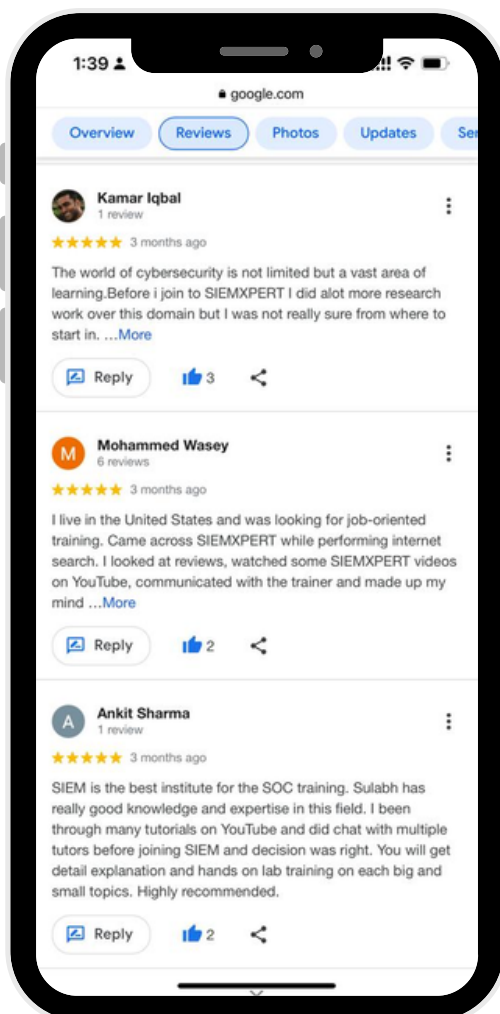 1:39
google.com
Overview
Reviews
Photos
Updates
Ser
Kamar Iqbal
1 review
3 months ago
The world of cybersecurity is not limited but a vast area of
learning.Before i join to SIEMXPERT I did alot more research
work over this domain but I was not really sure from where to
start in. ...More
Reply
3
M
Mohammed Wasey
6 reviews
3 months ago
I live in the United States and was looking for job-oriented
training. Came across SIEMXPERT while performing internet
search. I looked at reviews, watched some SIEMXPERT videos
on YouTube, communicated with the trainer and made up my
mind ...More
Reply
2
A
Ankit Sharma
1 review
3 months ago
SIEM is the best institute for the SOC training. Sulabh has
really good knowledge and expertise in this field. I been
through many tutorials on YouTube and did chat with multiple
tutors before joining SIEM and decision was right. You will get
detail explanation and hands on lab training on each big and
small topics. Highly recommended.
Reply
2